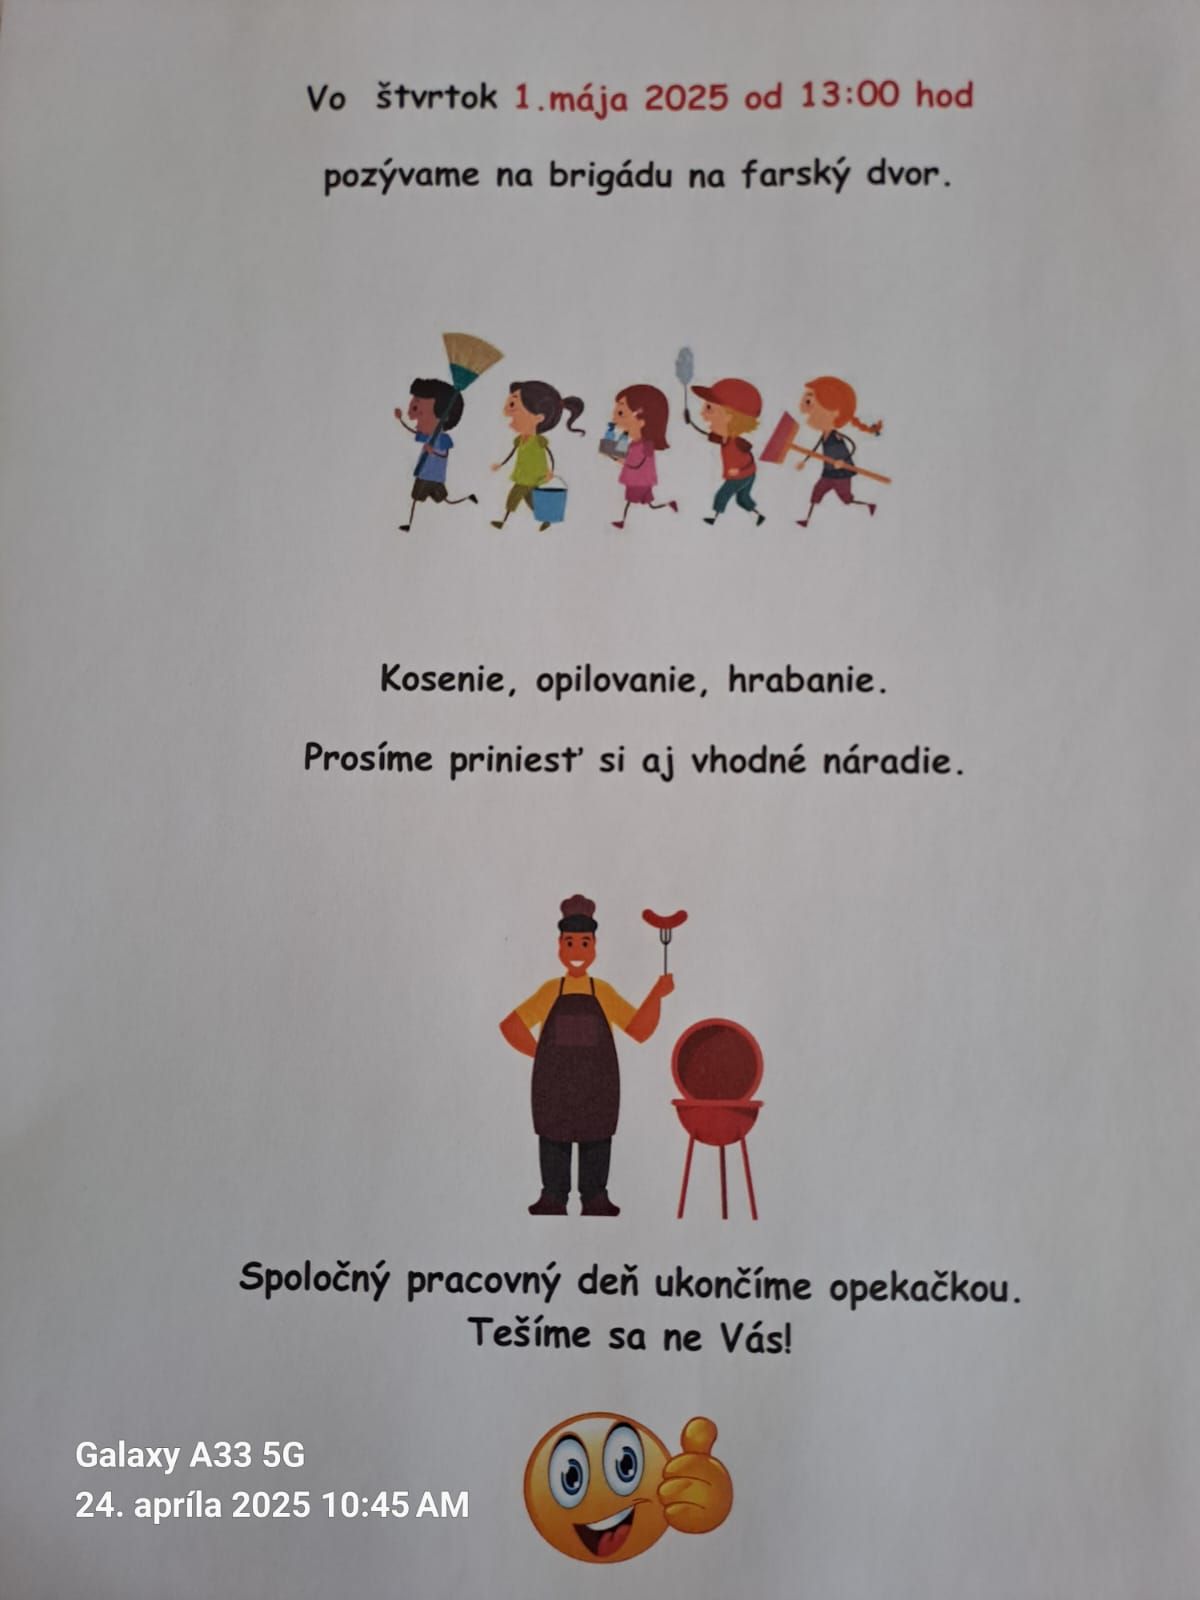 Vo štvrtok 1.mája 2025 od 13:00 hod
pozývame na brigádu na farský dvor.
Kosenie, opilovanie, hrabanie.
Prosíme priniesť si aj vhodné náradie.
Spoločný pracovný deň ukončíme opekačkou.
Tešíme sa ne Vás!
Galaxy A33 5G
24. apríla 2025 10:45 AM